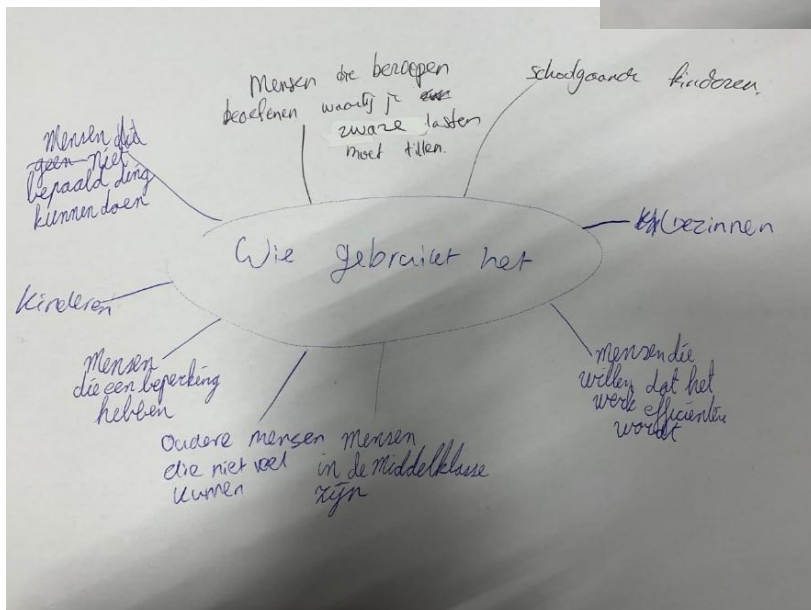 Mensen die beroepen
beoefenen waarbij je
zware lasten
moet tillen.
schoolgaande kinderen.
Mensen die
geen niet
bepaald ding
kunnen doen
Wie gebruikt het
gezinnen
Kinderen
Mensen
die een beperking
hebben
Oudere mensen
die niet veel
kunnen
mensen
in de middelklasse
zijn
mensen die
willen dat het
werk efficiënter
wordt